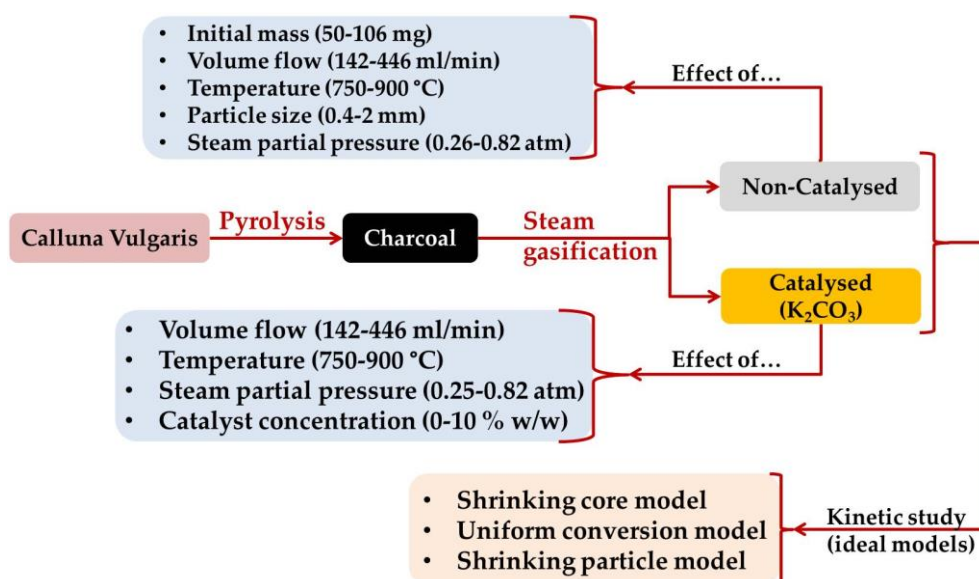 • Initial mass (50-106 mg)
• Volume flow (142-446 ml/min)
• Temperature (750-900 °C)
• Particle size (0.4-2 mm)
• Steam partial pressure (0.26-0.82 atm)
Effect of...
Non-Catalysed
Calluna Vulgaris
Pyrolysis
Charcoal
Steam
gasification
Catalysed
(K₂CO₃)
• Volume flow (142-446 ml/min)
• Temperature (750-900 °C)
• Steam partial pressure (0.25-0.82 atm)
• Catalyst concentration (0-10 % w/w)
Effect of...
• Shrinking core model
• Uniform conversion model
• Shrinking particle model
Kinetic study
(ideal models)